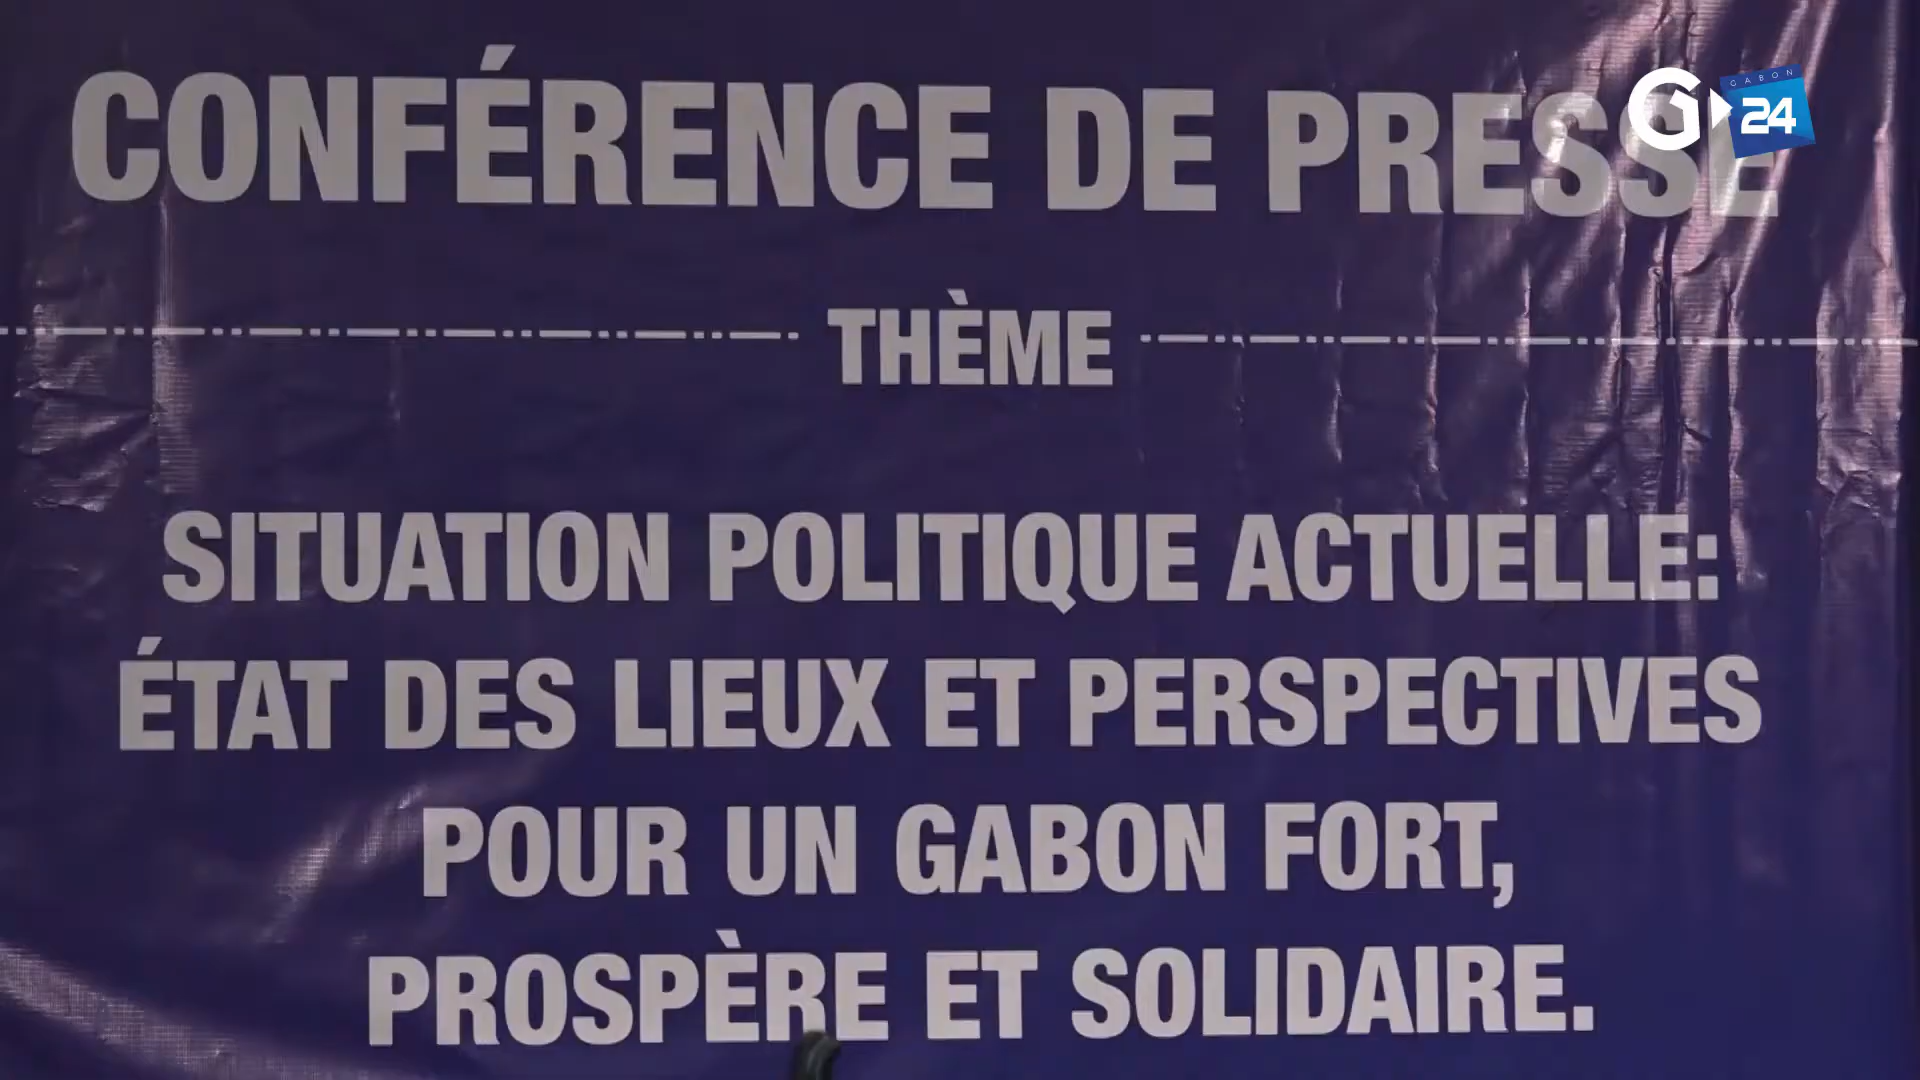 CONFÉRENCE DE PRESSE
GABON
24
THÈME
SITUATION POLITIQUE ACTUELLE:
ÉTAT DES LIEUX ET PERSPECTIVES
POUR UN GABON FORT,
PROSPÈRE ET SOLIDAIRE.